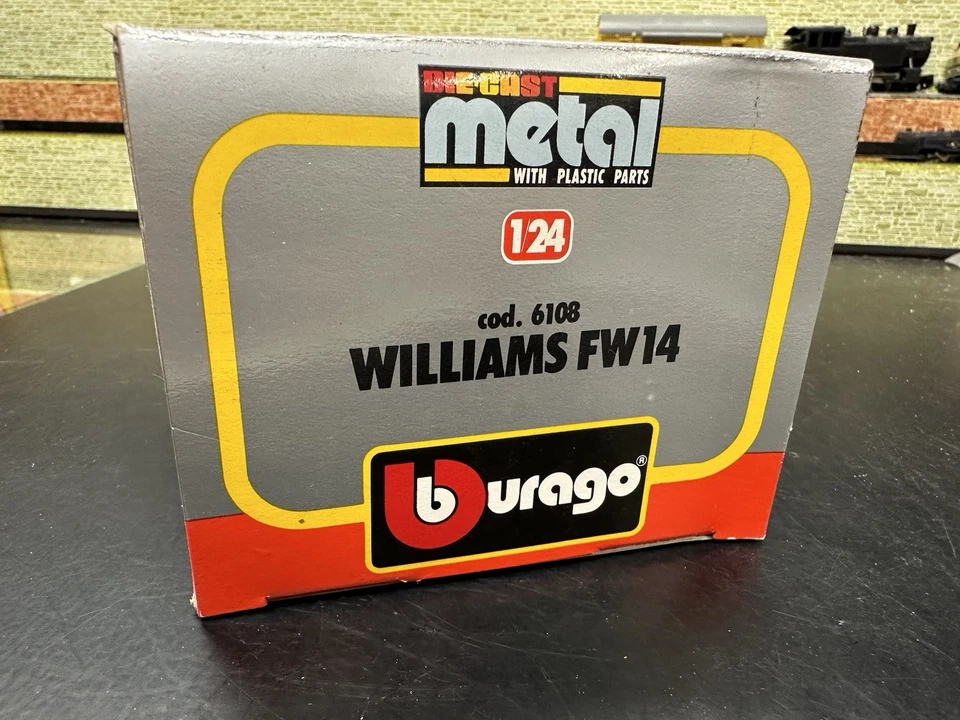 DIE-CAST
metal
WITH PLASTIC PARTS
1/24
cod. 6108
WILLIAMS FW14
burago®